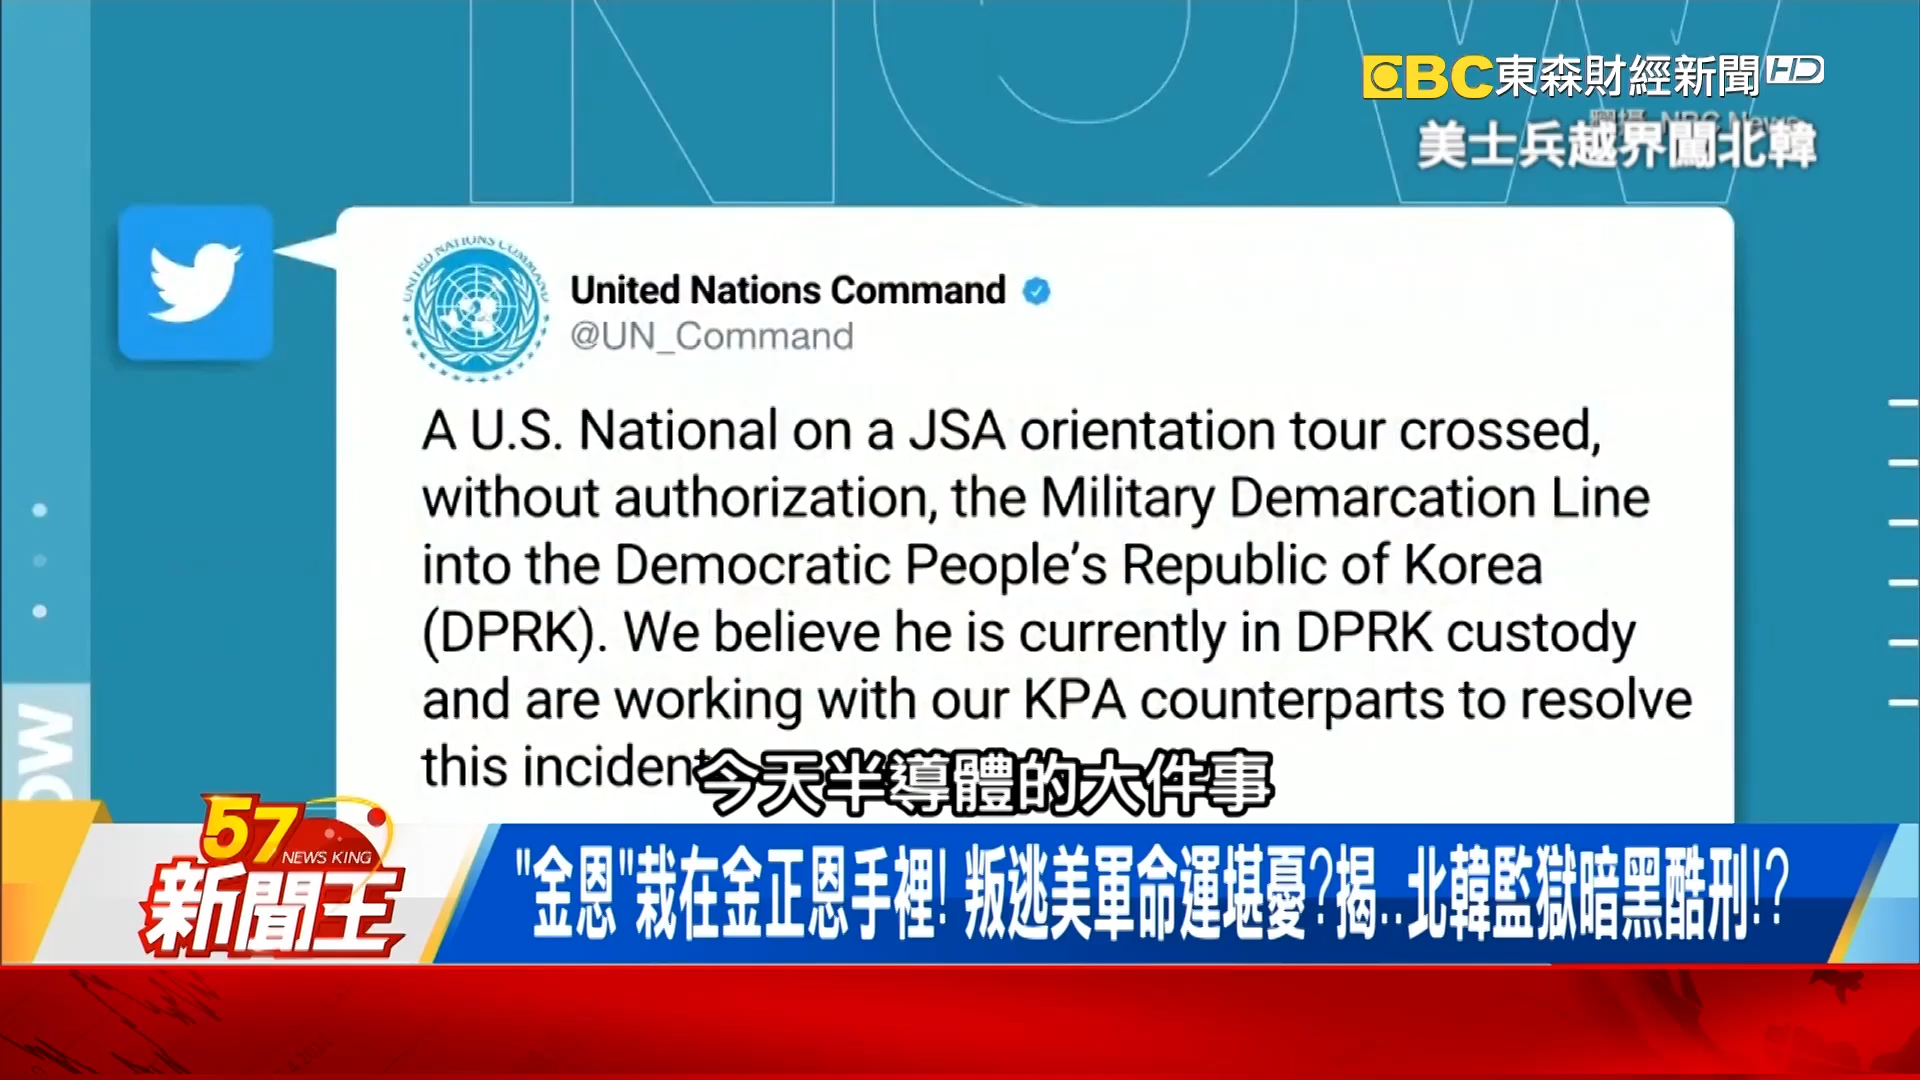 EBC東森財經新聞HD
美士兵越界闖北韓
UNITED NATIONS COMMAND
United Nations Command
@UN_Command
A U.S. National on a JSA orientation tour crossed,
without authorization, the Military Demarcation Line
into the Democratic People’s Republic of Korea
(DPRK). We believe he is currently in DPRK custody
and are working with our KPA counterparts to resolve
this incident
今天半導體的大件事
57
NEWS KING
新聞王
"金恩"栽在金正恩手裡! 叛逃美軍命運堪憂?揭..北韓監獄暗黑酷刑!?